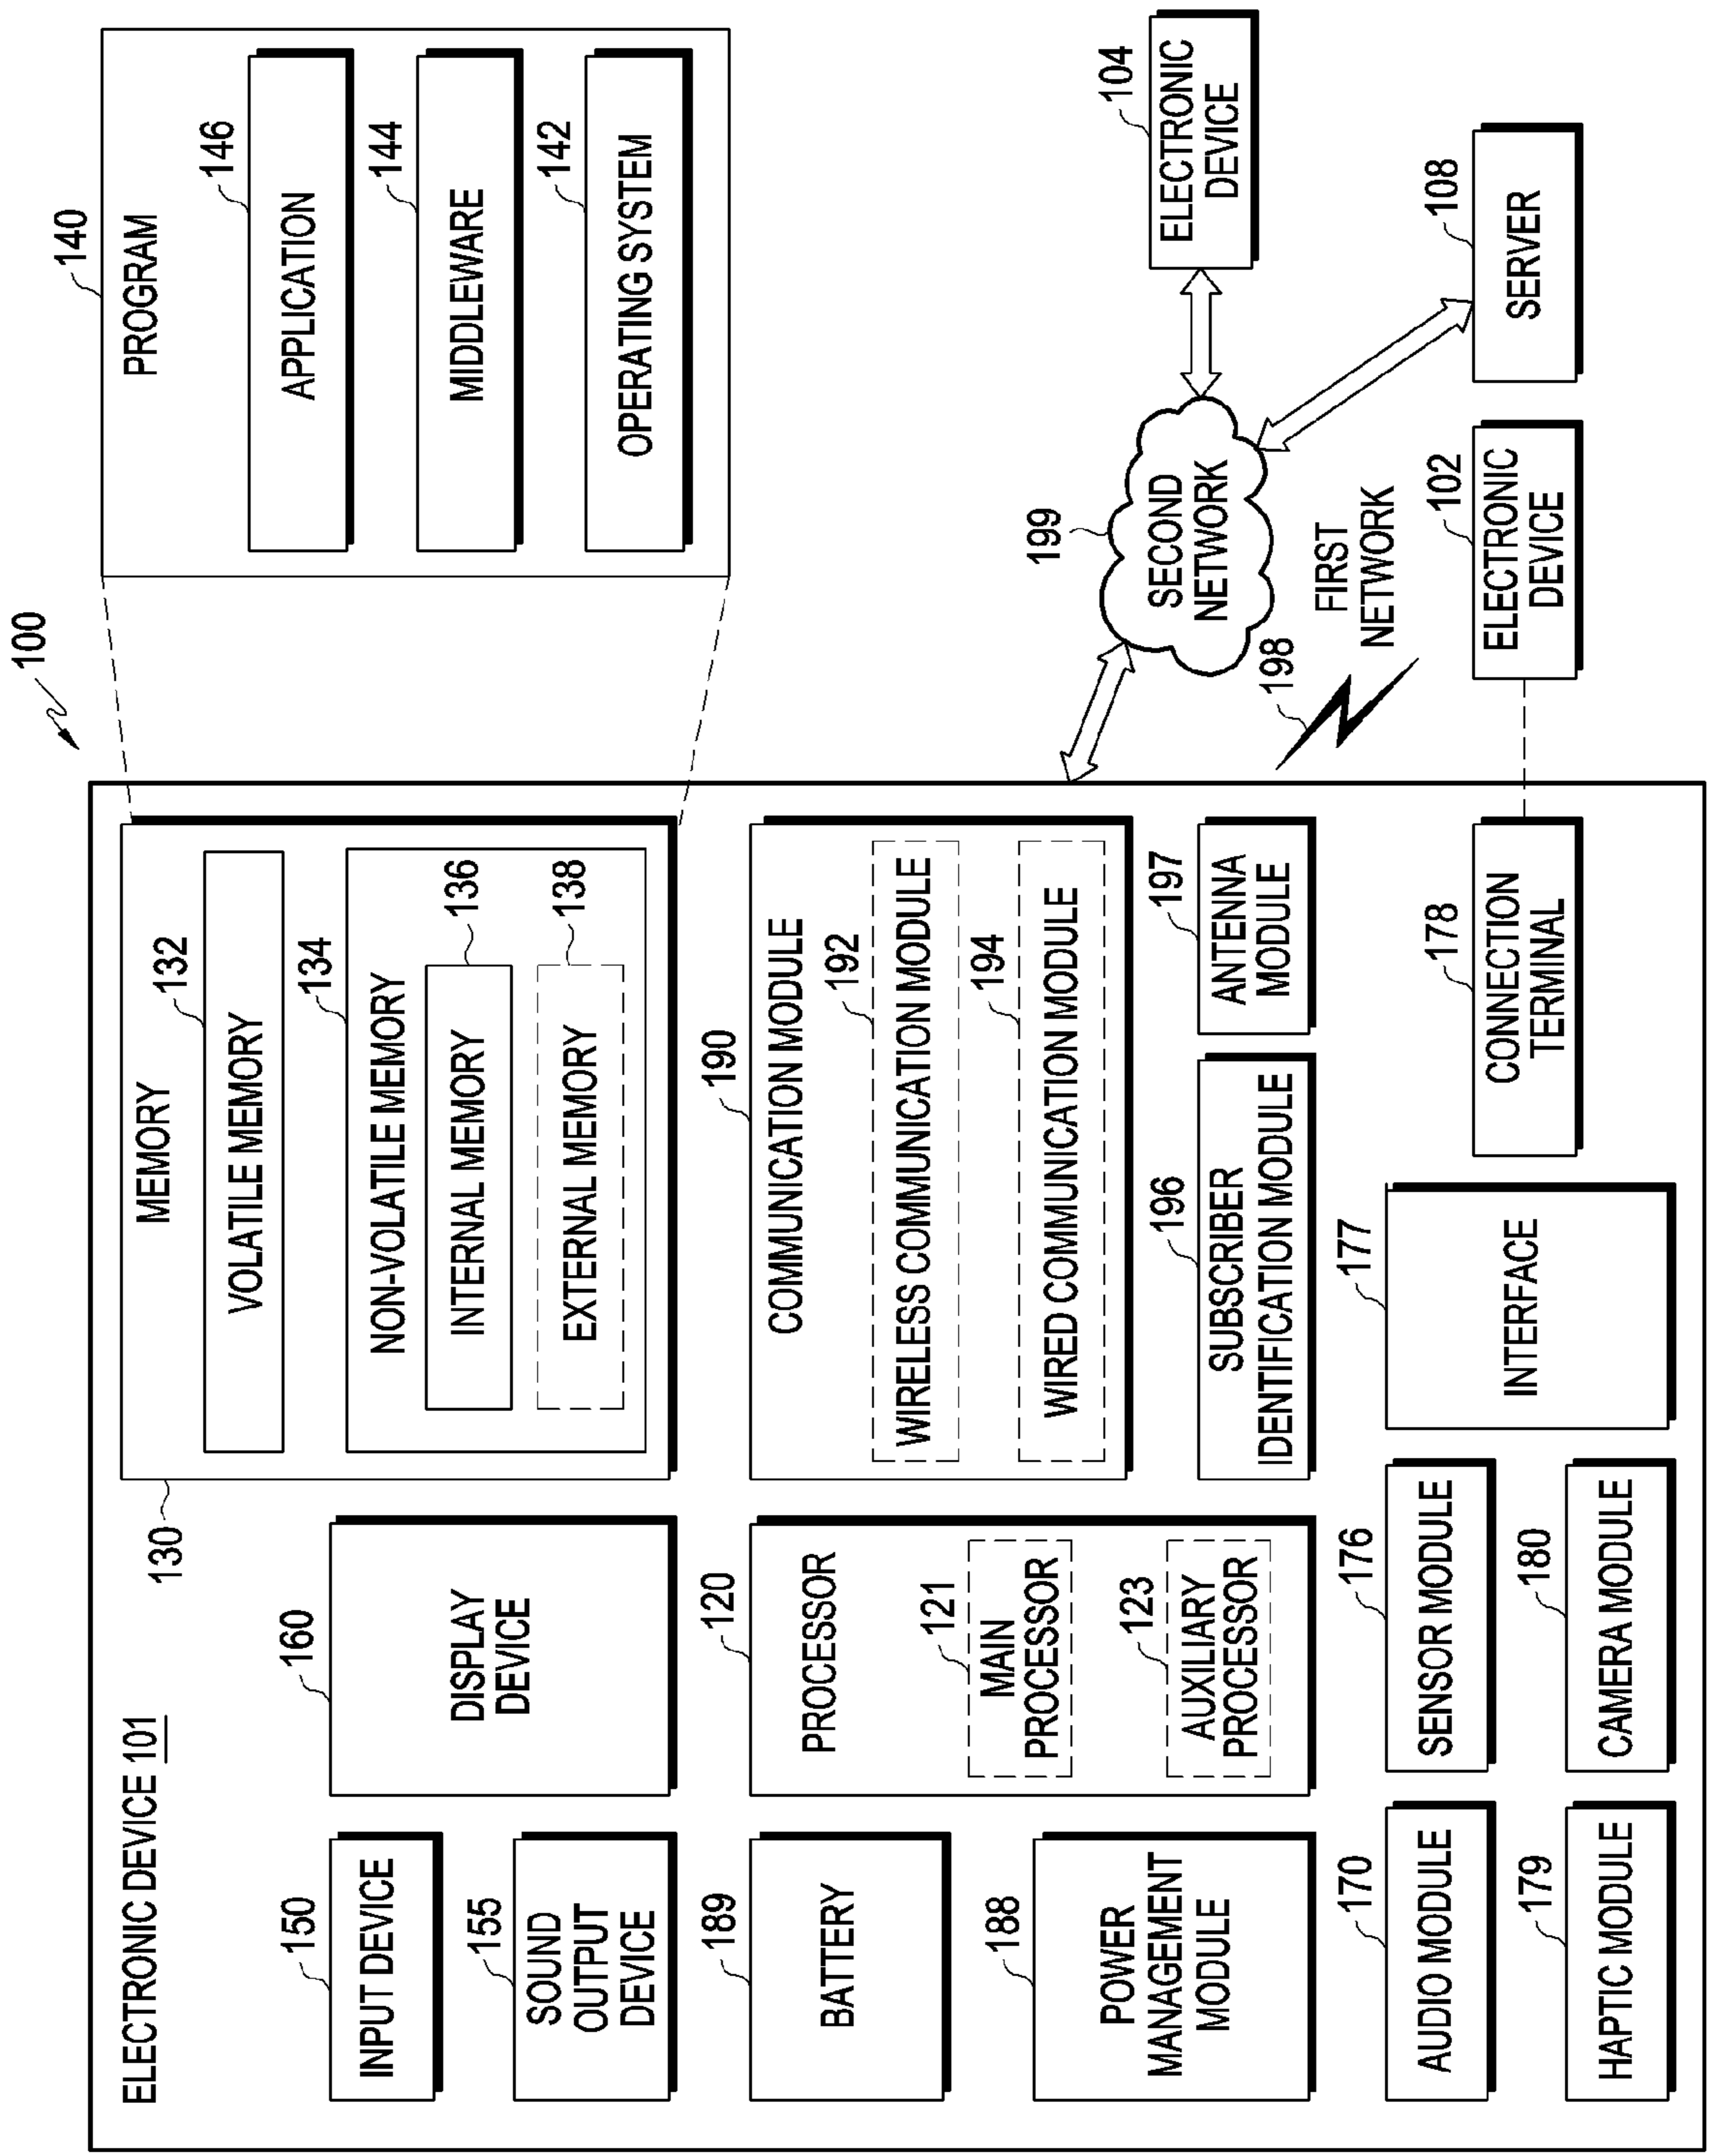 100
ELECTRONIC DEVICE 101
150
INPUT DEVICE
155
SOUND
OUTPUT
DEVICE
160
DISPLAY
DEVICE
130
MEMORY
132
VOLATILE MEMORY
134
NON-VOLATILE MEMORY
136
INTERNAL MEMORY
138
EXTERNAL MEMORY
140
PROGRAM
146
APPLICATION
144
MIDDLEWARE
142
OPERATING SYSTEM
189
BATTERY
188
POWER
MANAGEMENT
MODULE
120
PROCESSOR
121
MAIN
PROCESSOR
123
AUXILIARY
PROCESSOR
190
COMMUNICATION MODULE
192
WIRELESS COMMUNICATION MODULE
194
WIRED COMMUNICATION MODULE
196
SUBSCRIBER
IDENTIFICATION MODULE
197
ANTENNA
MODULE
199
SECOND
NETWORK
104
ELECTRONIC
DEVICE
198
FIRST
NETWORK
170
AUDIO MODULE
176
SENSOR MODULE
177
INTERFACE
178
CONNECTION
TERMINAL
102
ELECTRONIC
DEVICE
108
SERVER
179
HAPTIC MODULE
180
CAMERA MODULE